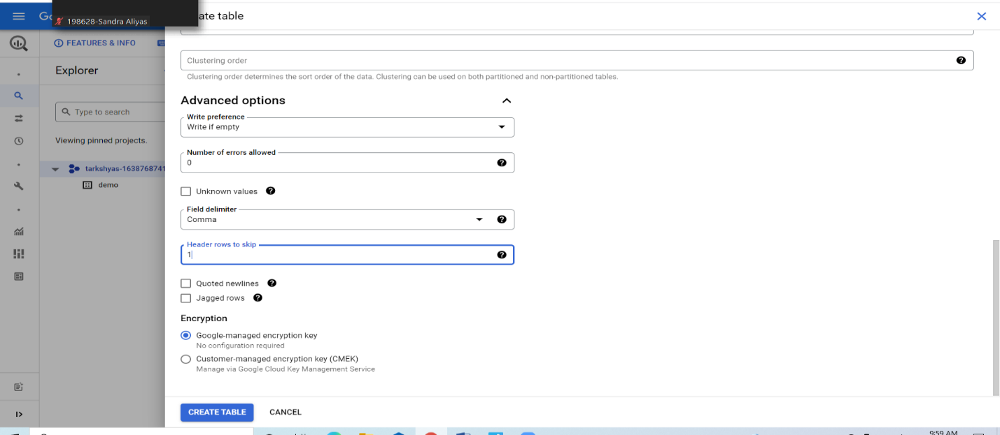 Go
198628-Sandra Aliyas
ate table
FEATURES & INFO
Explorer
Clustering order
Clustering order determines the sort order of the data. Clustering can be used on both partitioned and non-partitioned tables.
Advanced options
Type to search
Write preference
Write if empty
Viewing pinned projects.
Number of errors allowed
0
tarkshyas-1638768741
demo
Unknown values
Field delimiter
Comma
Header rows to skip
1
Quoted newlines
Jagged rows
Encryption
Google-managed encryption key
No configuration required
Customer-managed encryption key (CMEK)
Manage via Google Cloud Key Management Service
CREATE TABLE
CANCEL
9:59 AM